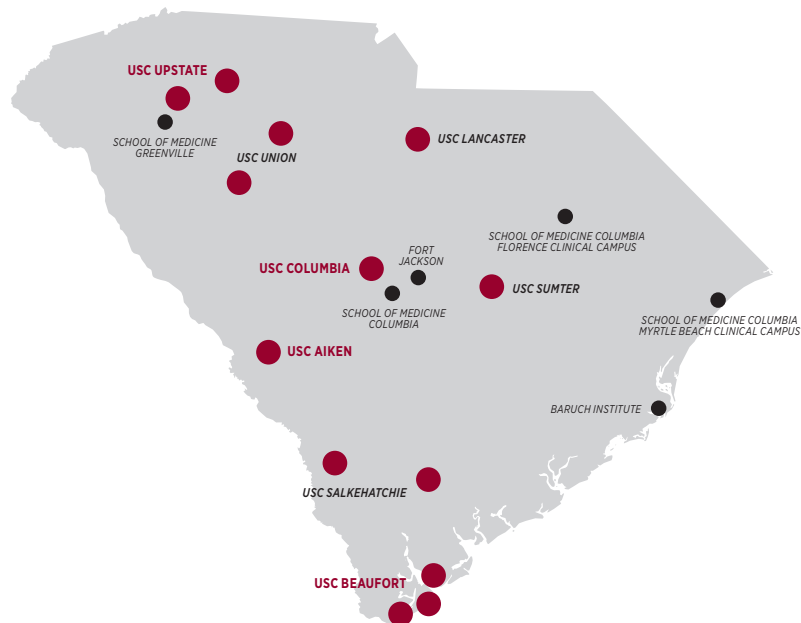 USC UPSTATE
SCHOOL OF MEDICINE
GREENVILLE
USC UNION
USC LANCASTER
SCHOOL OF MEDICINE COLUMBIA
FLORENCE CLINICAL CAMPUS
FORT
JACKSON
USC COLUMBIA
USC SUMTER
SCHOOL OF MEDICINE
COLUMBIA
SCHOOL OF MEDICINE COLUMBIA
MYRTLE BEACH CLINICAL CAMPUS
USC AIKEN
BARUCH INSTITUTE
USC SALKEHATCHIE
USC BEAUFORT